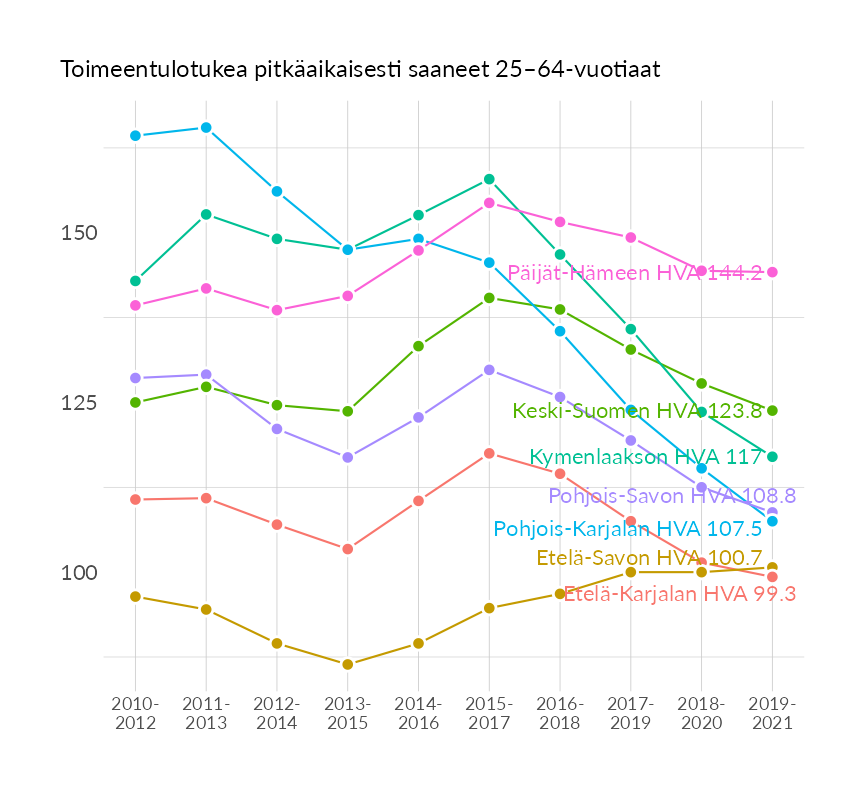 Toimeentulotukea pitkäaikaisesti saaneet 25–64-vuotiaat
150
125
100
Päijät-Hämeen HVA 144.2
Keski-Suomen HVA 123.8
Kymenlaakson HVA 117
Pohjois-Savon HVA 108.8
Pohjois-Karjalan HVA 107.5
Etelä-Savon HVA 100.7
Etelä-Karjalan HVA 99.3
2010- 2011- 2012- 2013- 2014- 2015- 2016- 2017- 2018- 2019-
2012 2013 2014 2015 2016 2017 2018 2019 2020 2021